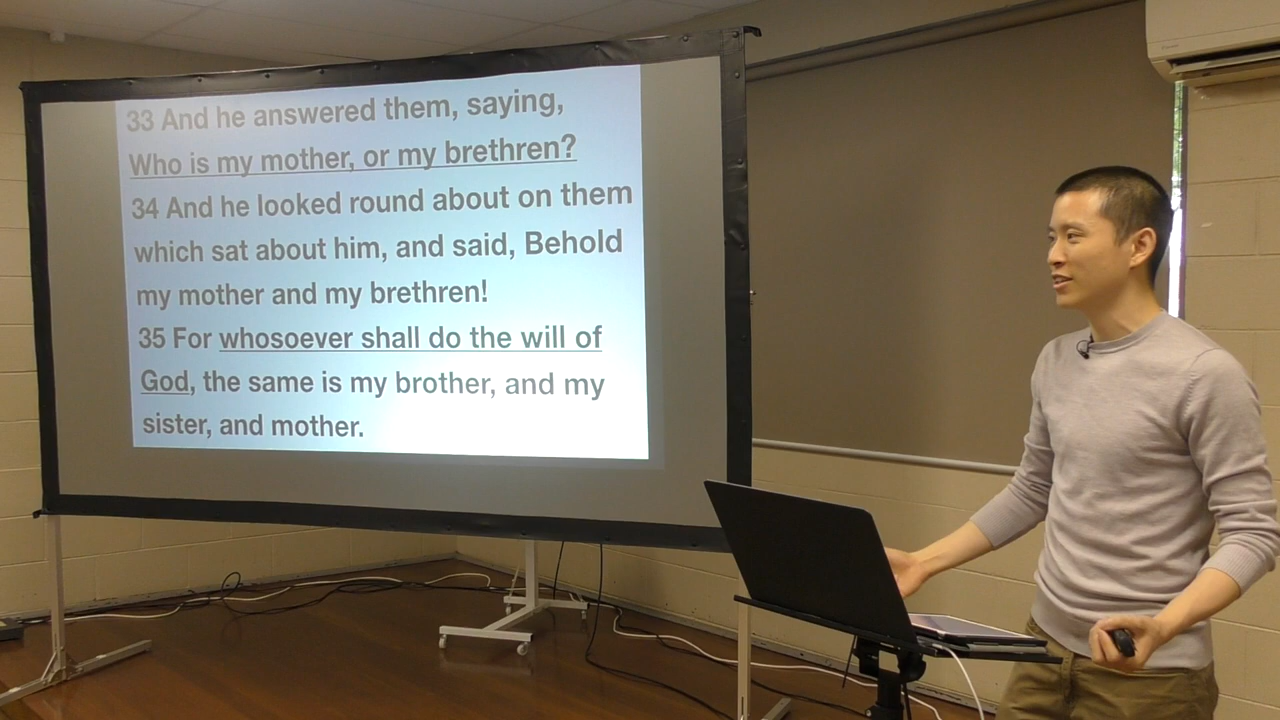 33 And he answered them, saying,
Who is my mother, or my brethren?
34 And he looked round about on them
which sat about him, and said, Behold
my mother and my brethren!
35 For whosoever shall do the will of
God, the same is my brother, and my
sister, and mother.